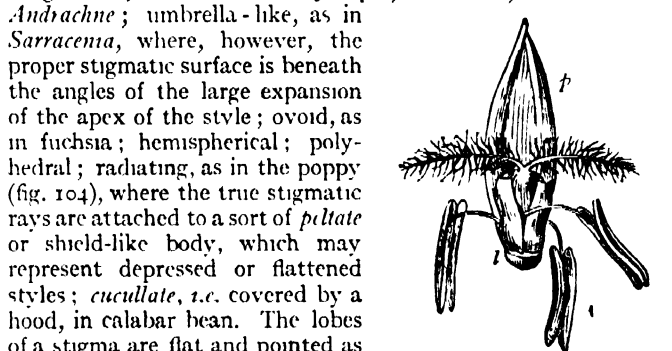 Andrachne; umbrella-like, as in
Sarracenia, where, however, the
proper stigmatic surface is beneath
the angles of the large expansion
of the apex of the style; ovoid, as
in fuchsia; hemispherical; poly-
hedral; radiating, as in the poppy
(fig. 104), where the true stigmatic
rays are attached to a sort of peltate
or shield-like body, which may
represent depressed or flattened
styles; cucullate, i.e. covered by a
hood, in calabar bean. The lobes
of a stigma are flat and pointed as
p
l